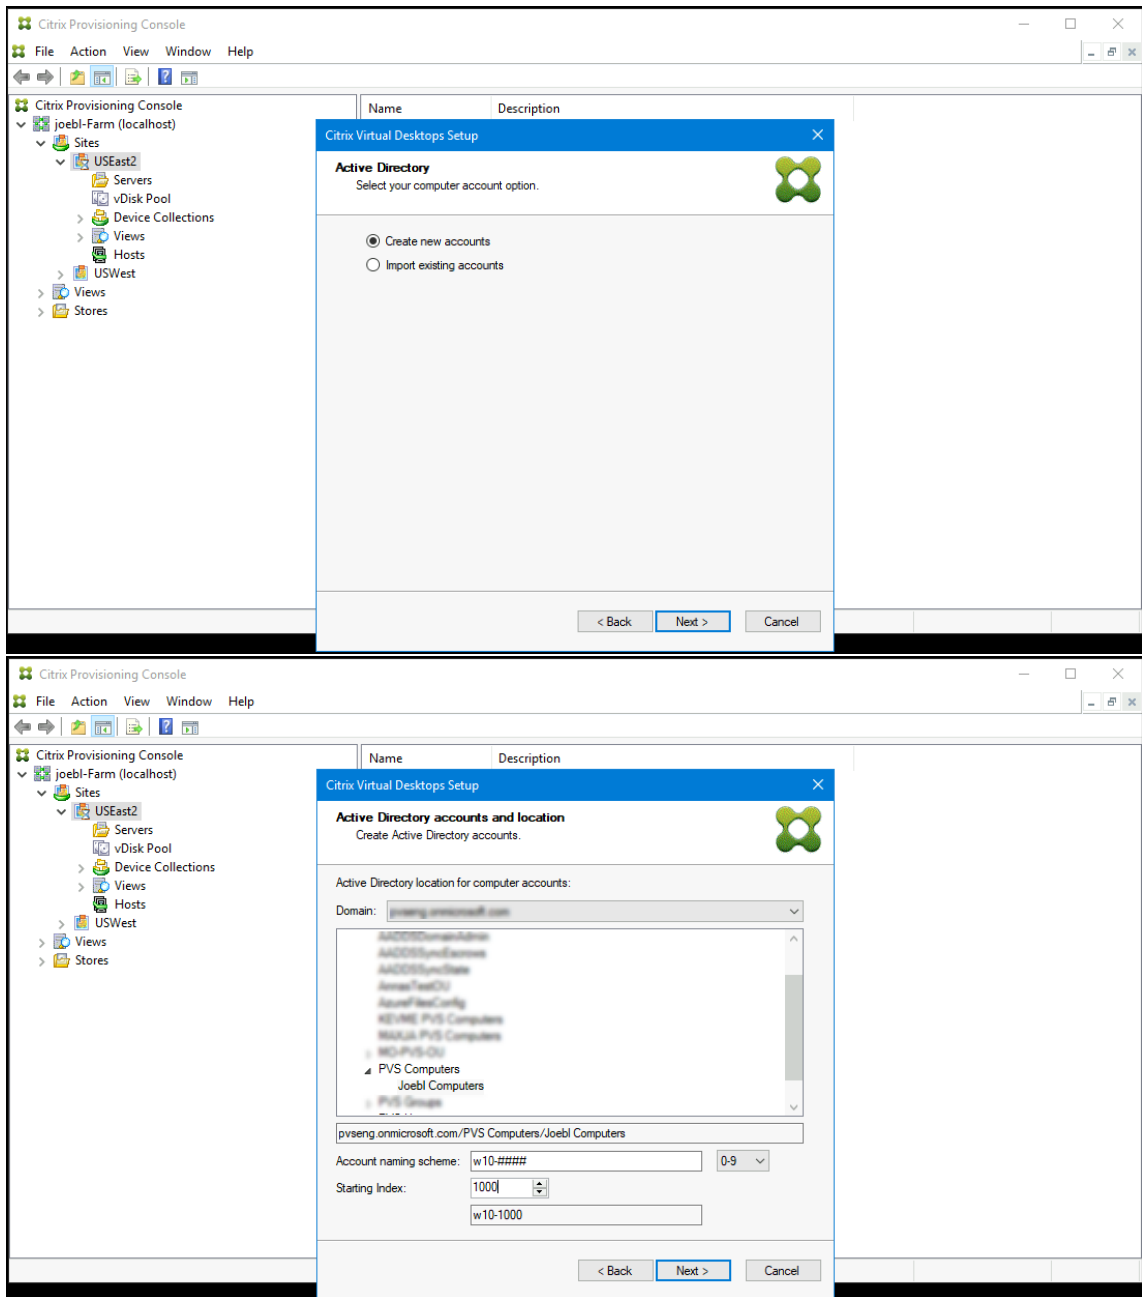 Citrix Provisioning Console
File Action View Window Help
Citrix Provisioning Console
joebl-Farm (localhost)
Sites
USEast2
Servers
vDisk Pool
Device Collections
Views
Hosts
USWest
Views
Stores
Name Description
Citrix Virtual Desktops Setup
Active Directory
Select your computer account option.
Create new accounts
Import existing accounts
< Back Next > Cancel
Citrix Provisioning Console
File Action View Window Help
Citrix Provisioning Console
joebl-Farm (localhost)
Sites
USEast2
Servers
vDisk Pool
Device Collections
Views
Hosts
USWest
Views
Stores
Name Description
Citrix Virtual Desktops Setup
Active Directory accounts and location
Create Active Directory accounts.
Active Directory location for computer accounts:
Domain:
PVS Computers
Joebl Computers
pvseng.onmicrosoft.com/PVS Computers/Joebl Computers
Account naming scheme: w10-#### 0-9
Starting Index: 1000
w10-1000
< Back Next > Cancel